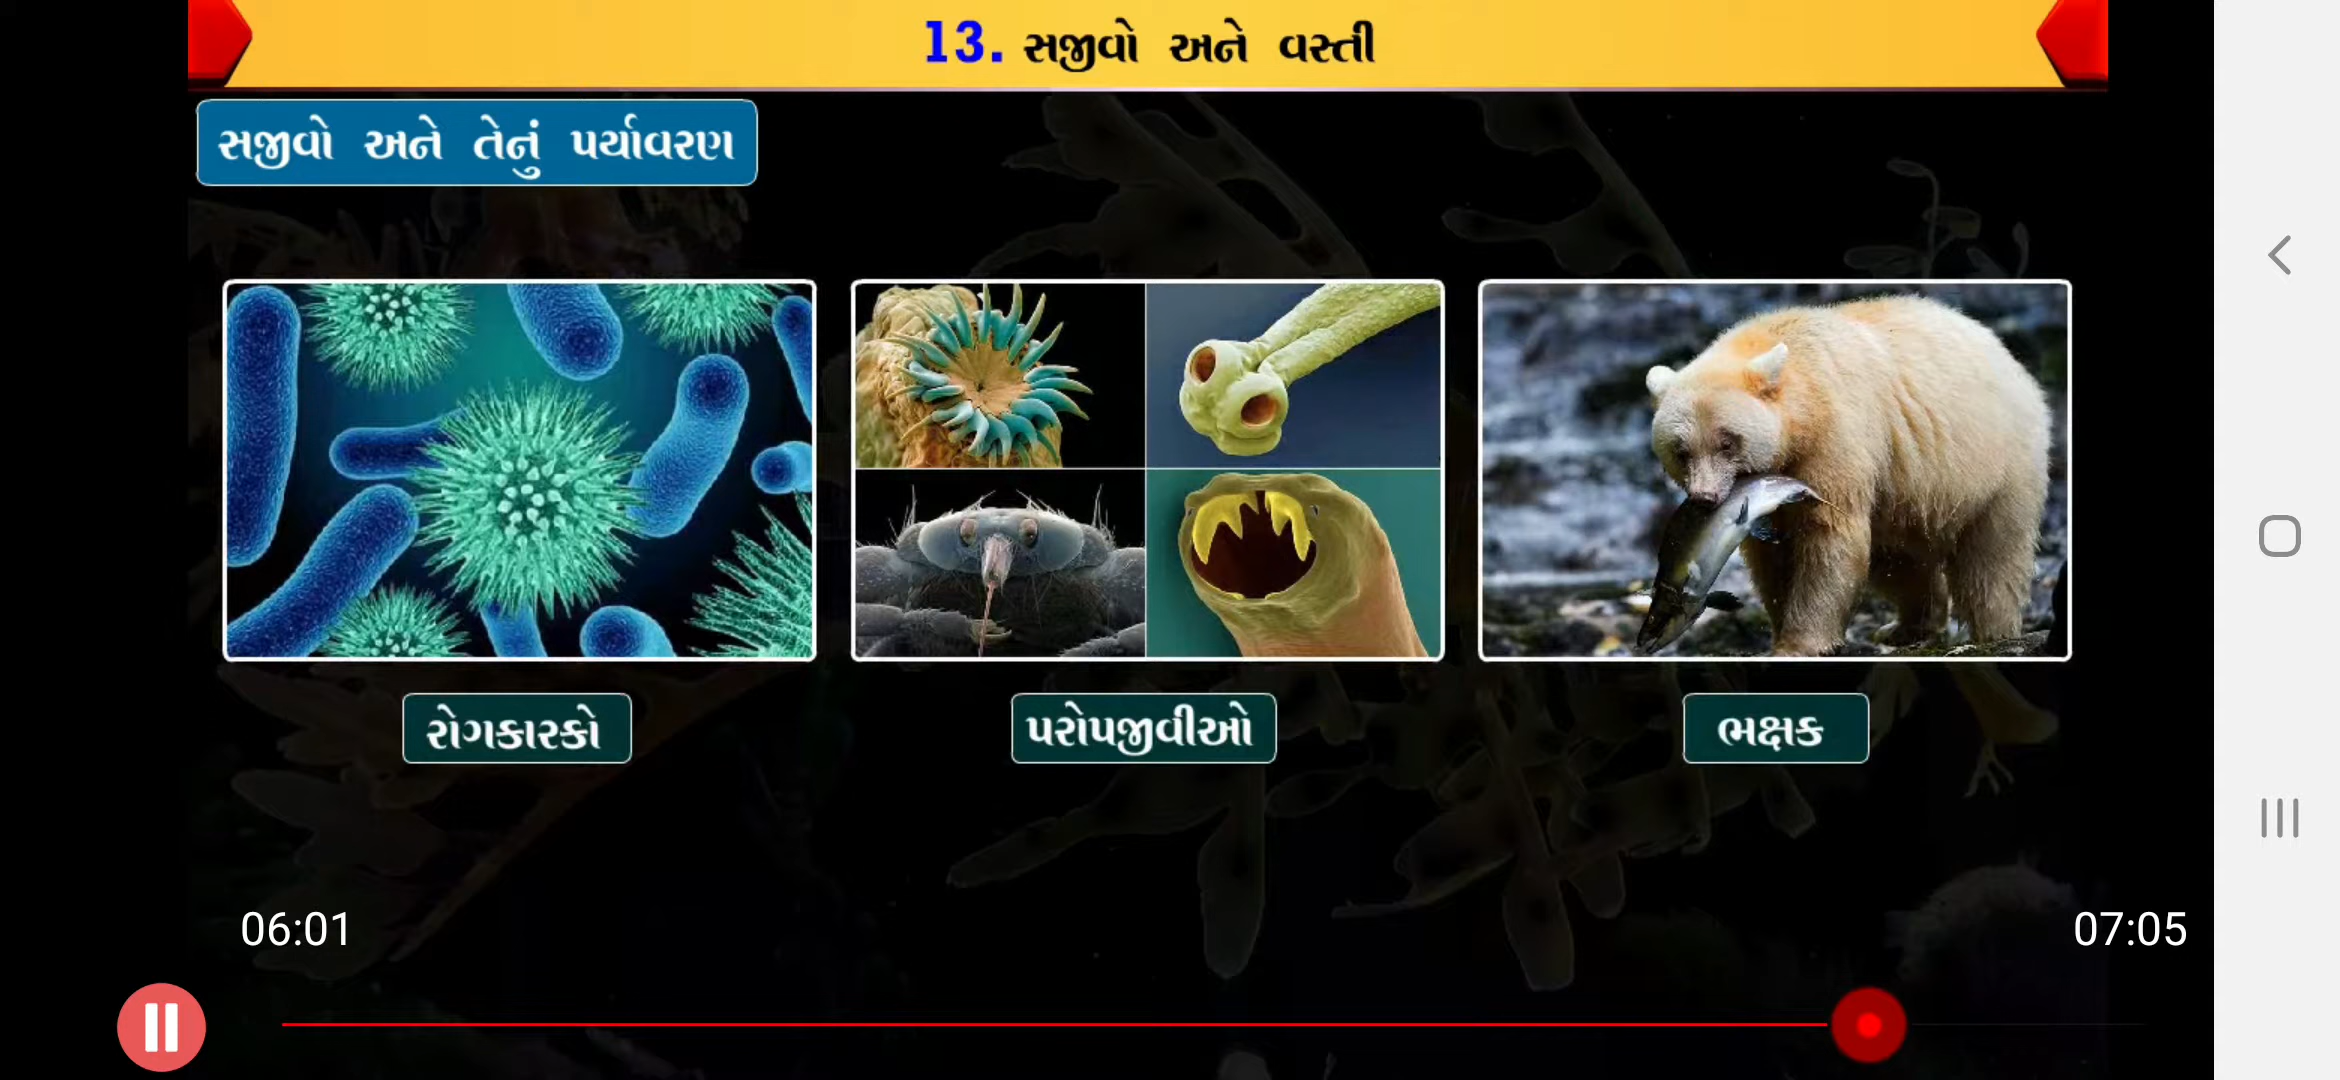 13. સજીવો અને વસ્તી
સજીવો અને તેનું પર્યાવરણ
રોગકારકો
પરોપજીવીઓ
ભક્ષક
06:01
07:05